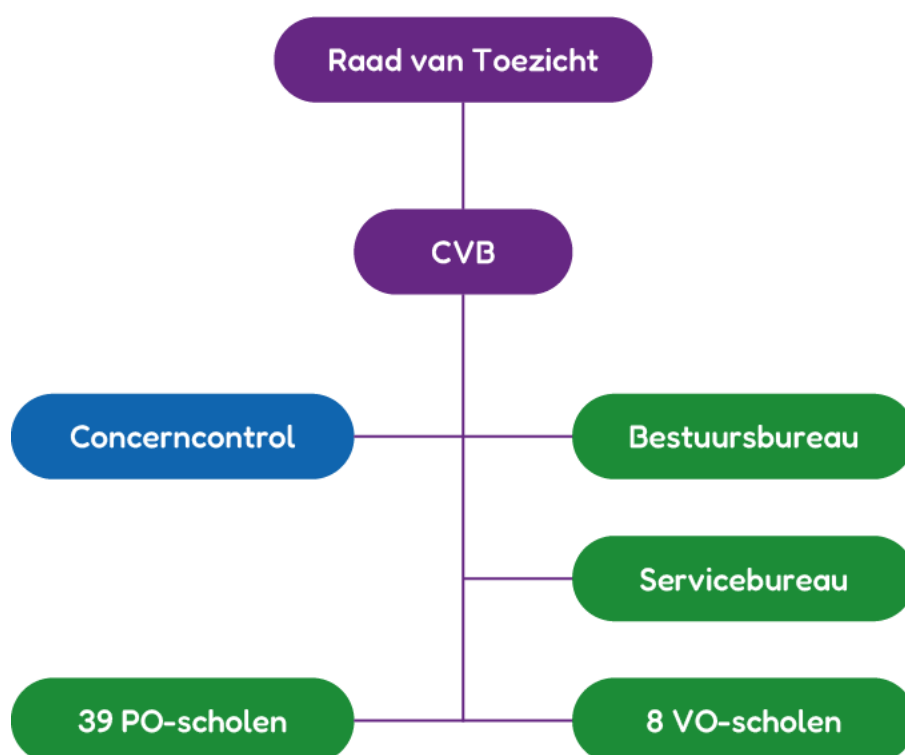 Raad van Toezicht
CVB
Concerncontrol
Bestuursbureau
Servicebureau
39 PO-scholen
8 VO-scholen